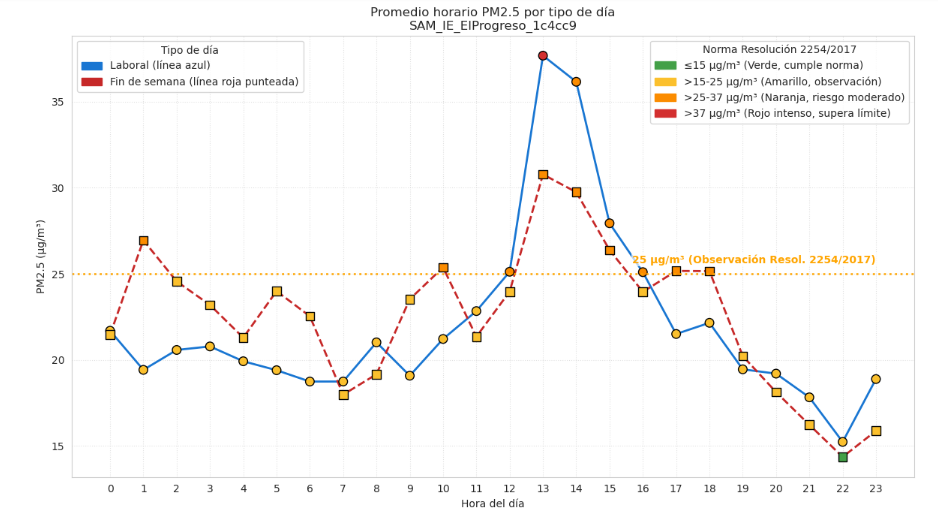 Promedio horario PM2.5 por tipo de día
SAM_IE_ElProgreso_1c4cc9
Tipo de día
Laboral (línea azul)
Fin de semana (línea roja punteada)
Norma Resolución 2254/2017
≤15 µg/m³ (Verde, cumple norma)
>15-25 µg/m³ (Amarillo, observación)
>25-37 µg/m³ (Naranja, riesgo moderado)
>37 µg/m³ (Rojo intenso, supera límite)
25 µg/m³ (Observación Resol. 2254/2017)
PM2.5 (µg/m³)
35
30
25
20
15
0 1 2 3 4 5 6 7 8 9 10 11 12 13 14 15 16 17 18 19 20 21 22 23
Hora del día